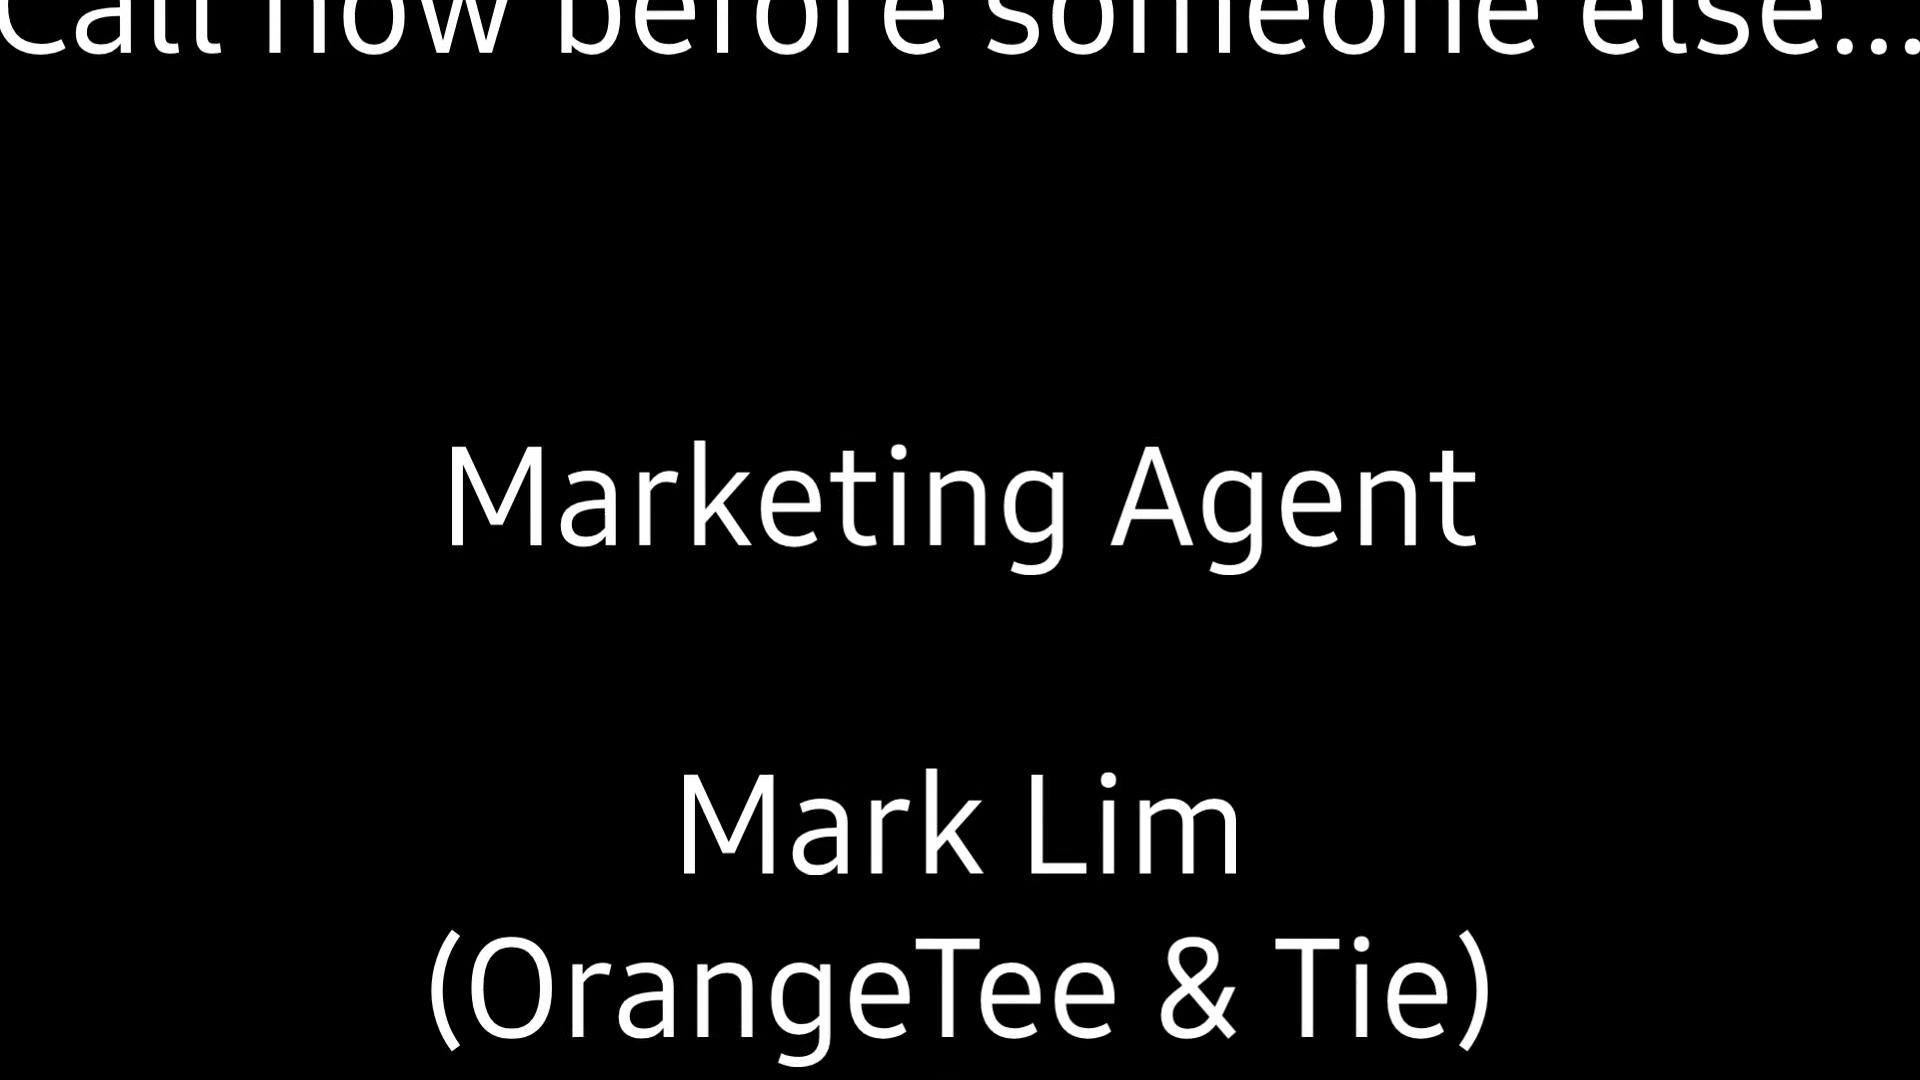 Call now before someone else...
Marketing Agent
Mark Lim
(OrangeTee & Tie)